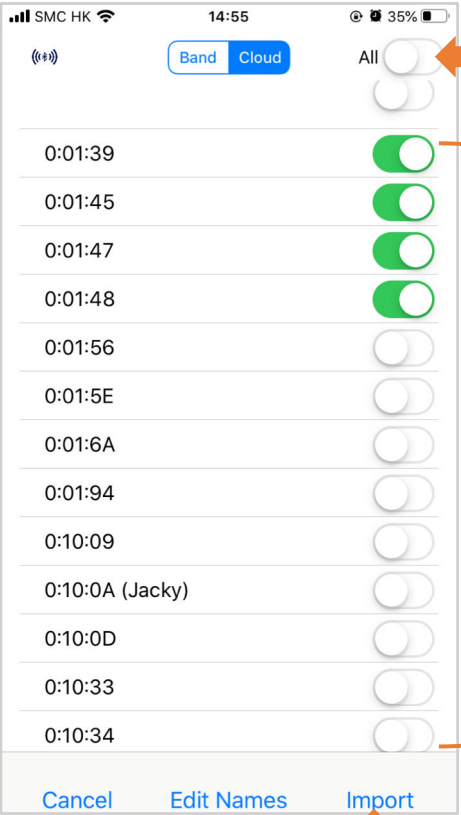 SMC HK 14:55 35%
Band Cloud All
0:01:39
0:01:45
0:01:47
0:01:48
0:01:56
0:01:5E
0:01:6A
0:01:94
0:10:09
0:10:0A (Jacky)
0:10:0D
0:10:33
0:10:34
Cancel Edit Names Import